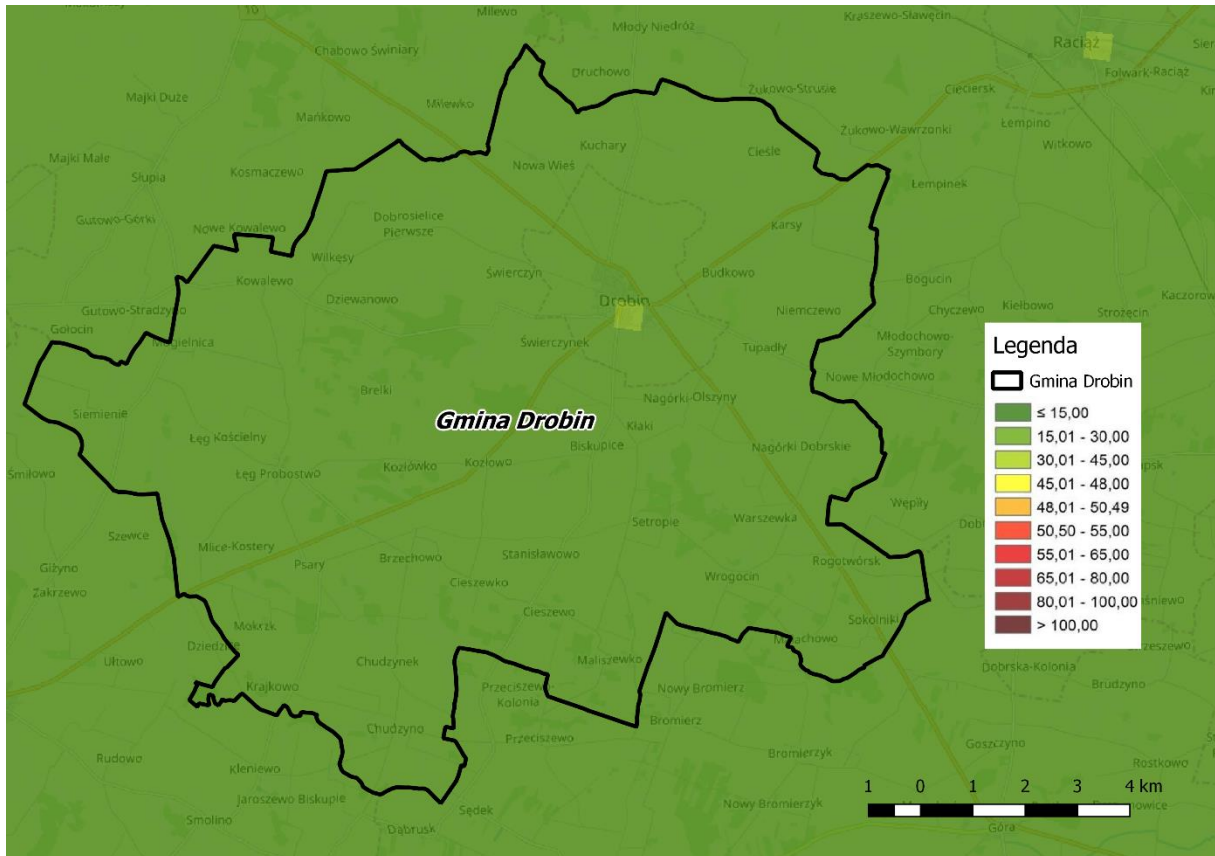 10
Milewo
Młody Niedróż
Kraszewo-Sławęcin
Raciąż
Chabowo Świniary
Druchowo
Folwark-Raciąż
Majki Duże
Milewko
Żukowo-Strusie
Cieciersk
Mańkowo
Łempino
Żukowo-Wawrzonki
Kuchary
Cieśle
Witkowo
Majki Małe
Słupia
Kosmaczewo
Nowa Wieś
Łempinek
Gutowo-Górki
Nowe Kowalewo
Dobrosielice
Pierwsze
Karsy
Wilkęsy
Świerczyn
Budkowo
Bogucin
Kowalewo
Dziewanowo
Drobin
Kaczorow
Gutowo-Stradzyno
Niemczewo
Chyczewo
Kiełbowo
Strożęcin
Gołocin
Mogielnica
Świerczynek
Tupadły
Młodochowo-
Szymbory
Nowe Młodochowo
Brelki
Nagórki-Olszyny
Siemienie
Gmina Drobin
Kłaki
Łęg Kościelny
Biskupice
Nagórki Dobrskie
Śmiłowo
Łęg Probostwo
Kozłówko
Kozłowo
Wępiły
Setropie
Warszewka
Szewce
Mlice-Kostery
Brzechowo
Stanisławowo
Rogotwórsk
Giżyno
Psary
Zakrzewo
Cieszewko
Wrogocin
Cieszewo
Sokolniki
Mokrzk
Dziedzice
Ułtowo
Chudzynek
Maliszewko
Dobrska-Kolonia
Krajkowo
Przeciszewo-
Kolonia
Nowy Bromierz
Brudzyno
Chudzyno
Bromierz
Przeciszewo
Goszczyno
Rudowo
Kleniewo
Bromierzyk
Rostkowo
Jaroszewo Biskupie
Sędek
Nowy Bromierzyk
Smolino
Dąbrusk
Góra
Legenda
Gmina Drobin
≤ 15,00
15,01 - 30,00
30,01 - 45,00
45,01 - 48,00
48,01 - 50,49
50,50 - 55,00
55,01 - 65,00
65,01 - 80,00
80,01 - 100,00
> 100,00
1 0 1 2 3 4 km